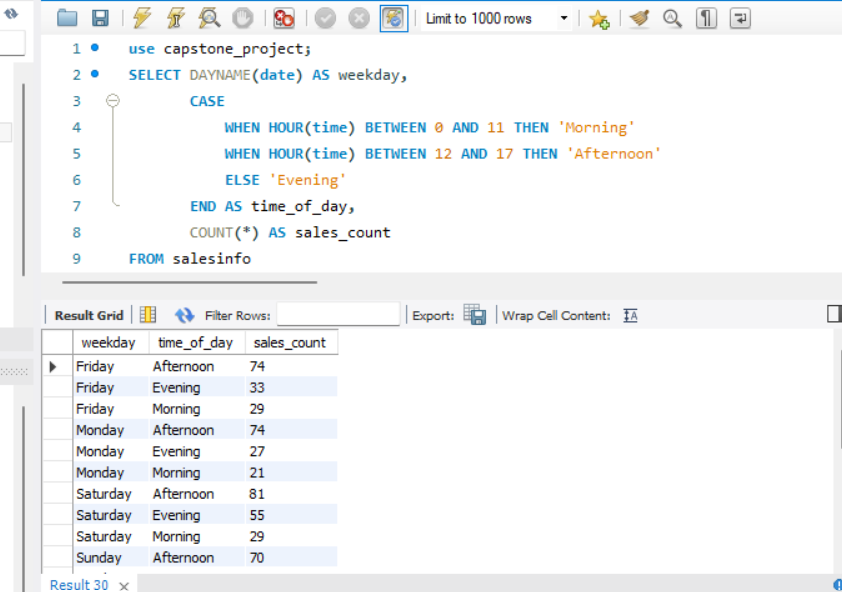 Limit to 1000 rows
1 use capstone_project;
2 SELECT DAYNAME(date) AS weekday,
3 CASE
4 WHEN HOUR(time) BETWEEN 0 AND 11 THEN 'Morning'
5 WHEN HOUR(time) BETWEEN 12 AND 17 THEN 'Afternoon'
6 ELSE 'Evening'
7 END AS time_of_day,
8 COUNT(*) AS sales_count
9 FROM salesinfo
Result Grid Filter Rows: Export: Wrap Cell Content: IA
weekday time_of_day sales_count
Friday Afternoon 74
Friday Evening 33
Friday Morning 29
Monday Afternoon 74
Monday Evening 27
Monday Morning 21
Saturday Afternoon 81
Saturday Evening 55
Saturday Morning 29
Sunday Afternoon 70
Result 30 ×